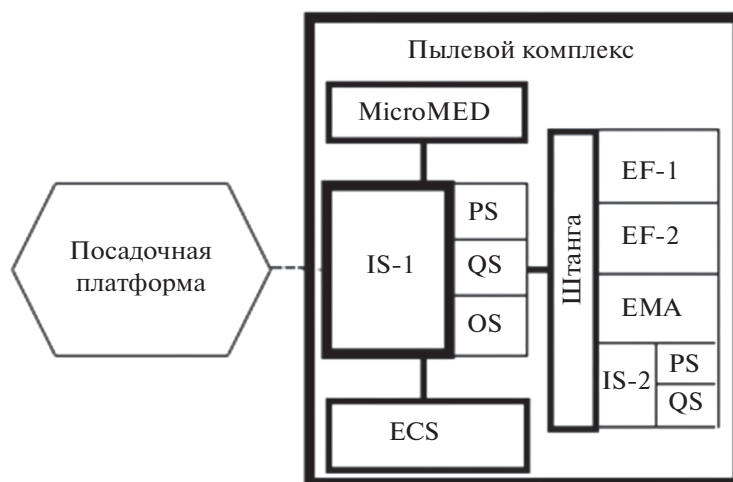 Пылевой комплекс
MicroMED
Посадочная
платформа
IS-1
PS
QS
OS
ECS
Штанга
EF-1
EF-2
EMA
IS-2
PS
QS